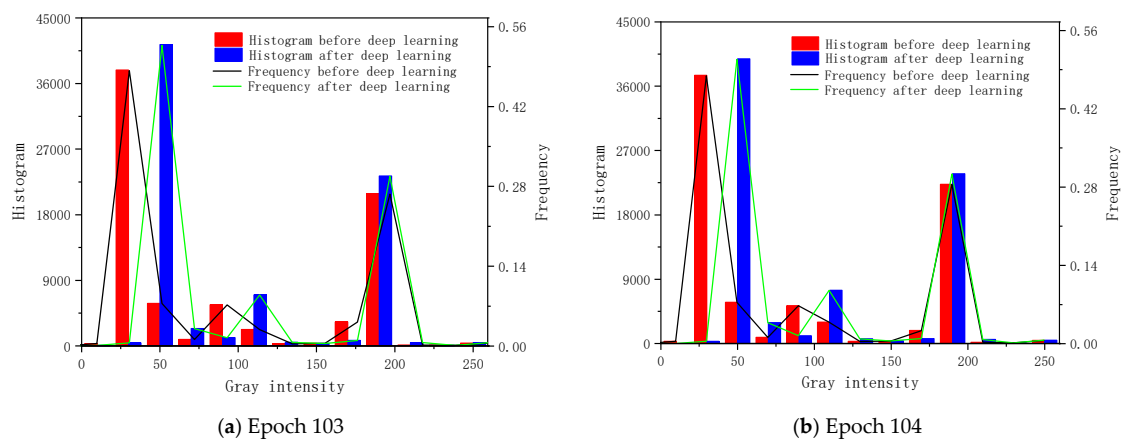 45000
36000
27000
18000
9000
0
Histogram
0.56
0.42
0.28
0.14
0.00
Frequency
Histogram before deep learning
Histogram after deep learning
Frequency before deep learning
Frequency after deep learning
0 50 100 150 200 250
Gray intensity
(a) Epoch 103
45000
36000
27000
18000
9000
0
Histogram
0.56
0.42
0.28
0.14
0.00
Frequency
Histogram before deep learning
Histogram after deep learning
Frequency before deep learning
Frequency after deep learning
0 50 100 150 200 250
Gray intensity
(b) Epoch 104